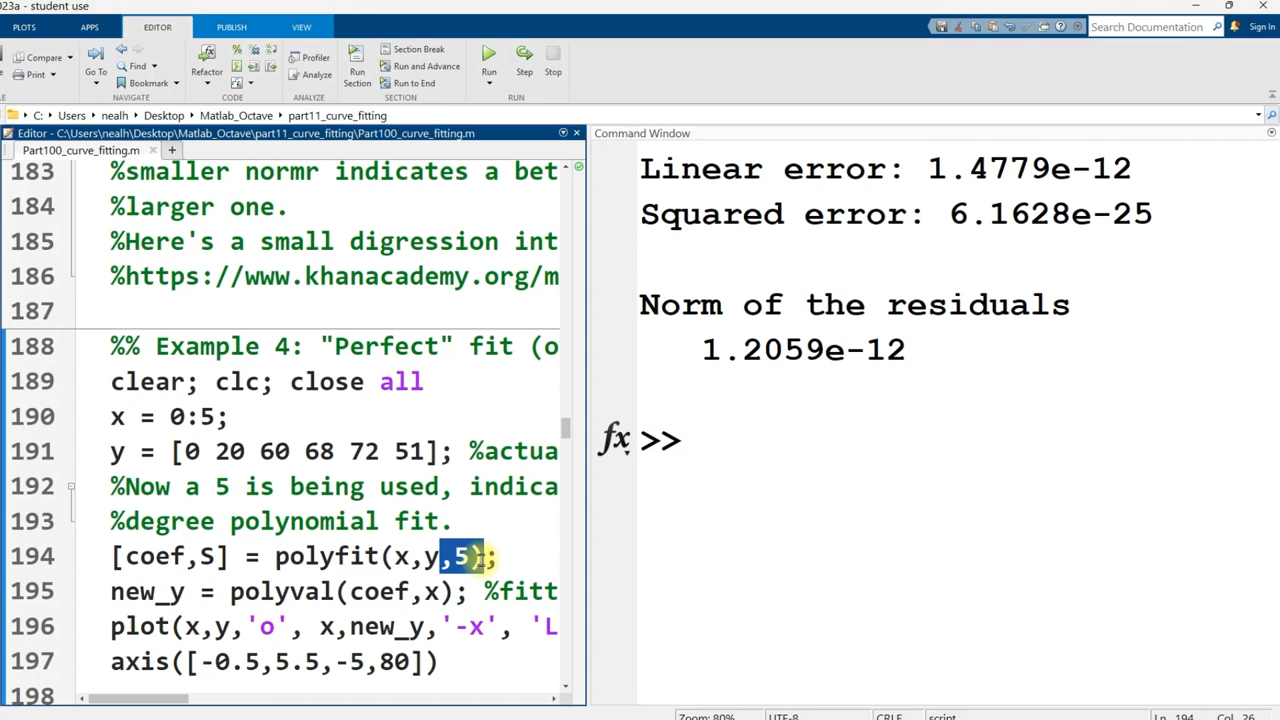 023a - student use
PLOTS APPS EDITOR PUBLISH VIEW
Search Documentation Sign In
Compare
Print
Go To
Find
Bookmark
NAVIGATE
Refactor
CODE
Profiler
Analyze
ANALYZE
Run Section
Section Break
Run and Advance
Run to End
SECTION
Run Step Stop
RUN
C: Users nealh Desktop Matlab_Octave part11_curve_fitting
Editor - C:\Users\nealh\Desktop\Matlab_Octave\part11_curve_fitting\Part100_curve_fitting.m
Part100_curve_fitting.m +
183 %smaller normr indicates a bet
184 %larger one.
185 %Here's a small digression int
186 %https://www.khanacademy.org/m
187
188 %% Example 4: "Perfect" fit (o
189 clear; clc; close all
190 x = 0:5;
191 y = [0 20 60 68 72 51]; %actua
192 %Now a 5 is being used, indica
193 %degree polynomial fit.
194 [coef,S] = polyfit(x,y,5);
195 new_y = polyval(coef,x); %fitt
196 plot(x,y,'o', x,new_y,'-x', 'L
197 axis([-0.5,5.5,-5,80])
198
Command Window
Linear error: 1.4779e-12
Squared error: 6.1628e-25
Norm of the residuals
1.2059e-12
fx >>
Zoom: 80% UTF-8 CRLF script Ln 194 Col 26